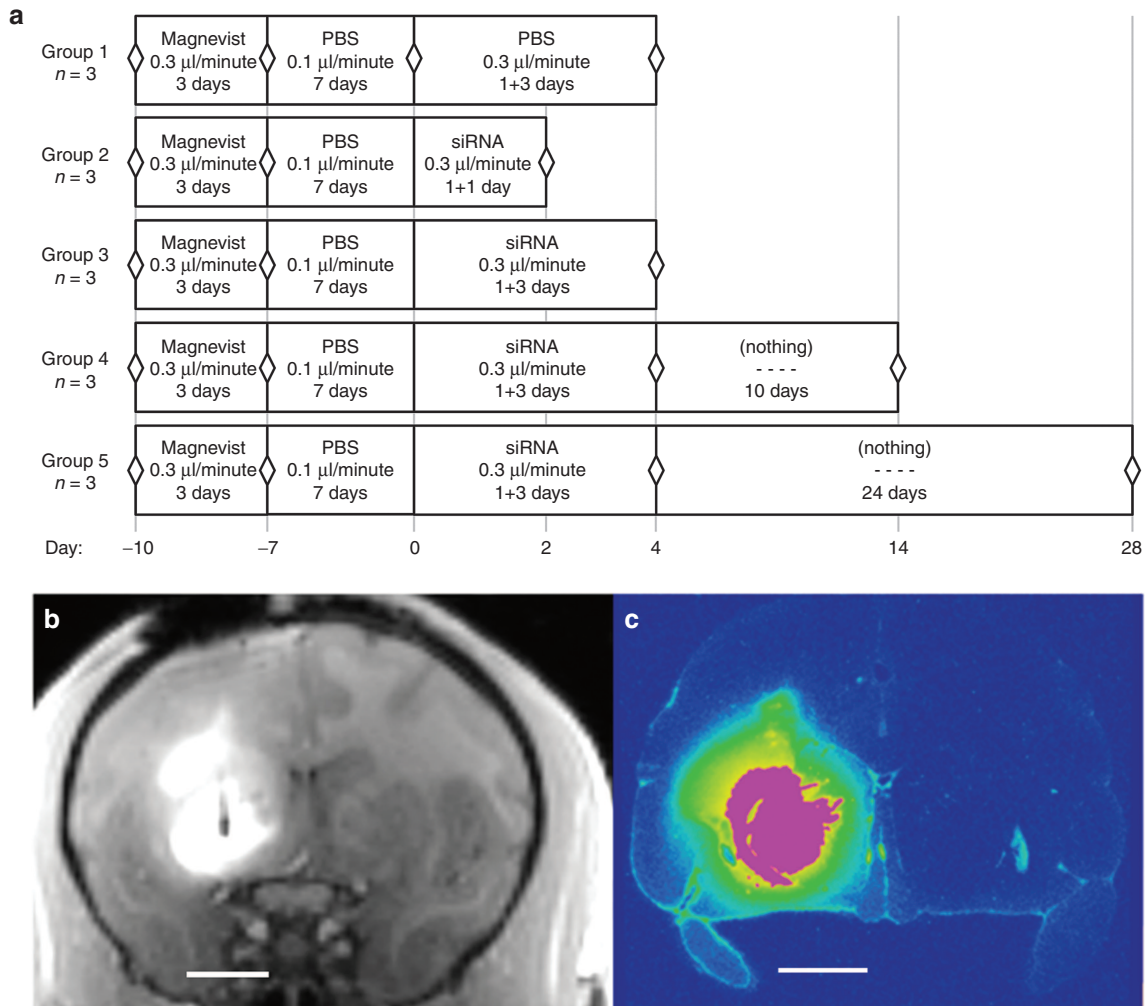 a
Group 1
n = 3
Magnevist
0.3 µl/minute
3 days
PBS
0.1 µl/minute
7 days
PBS
0.3 µl/minute
1+3 days
Group 2
n = 3
Magnevist
0.3 µl/minute
3 days
PBS
0.1 µl/minute
7 days
siRNA
0.3 µl/minute
1+1 day
Group 3
n = 3
Magnevist
0.3 µl/minute
3 days
PBS
0.1 µl/minute
7 days
siRNA
0.3 µl/minute
1+3 days
Group 4
n = 3
Magnevist
0.3 µl/minute
3 days
PBS
0.1 µl/minute
7 days
siRNA
0.3 µl/minute
1+3 days
(nothing)
- - - -
10 days
Group 5
n = 3
Magnevist
0.3 µl/minute
3 days
PBS
0.1 µl/minute
7 days
siRNA
0.3 µl/minute
1+3 days
(nothing)
- - - -
24 days
Day: −10 −7 0 2 4 14 28
b
c